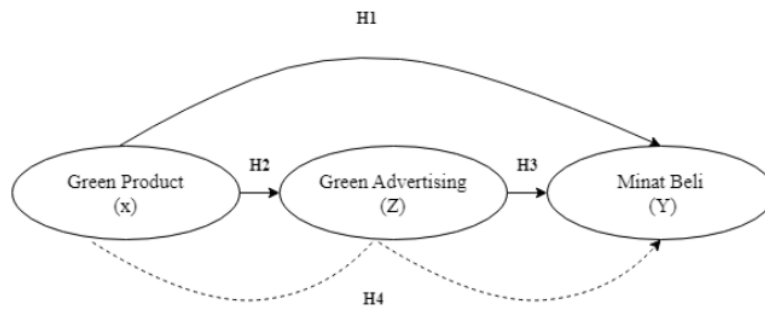 H1
H2
H3
Green Product
(x)
Green Advertising
(Z)
Minat Beli
(Y)
H4